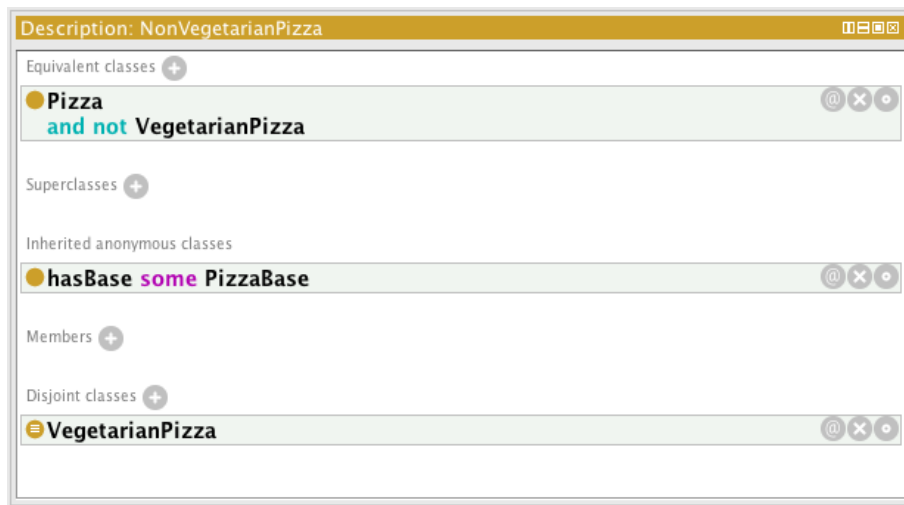 Description: NonVegetarianPizza
Equivalent classes
Pizza
and not VegetarianPizza
Superclasses
Inherited anonymous classes
hasBase some PizzaBase
Members
Disjoint classes
VegetarianPizza